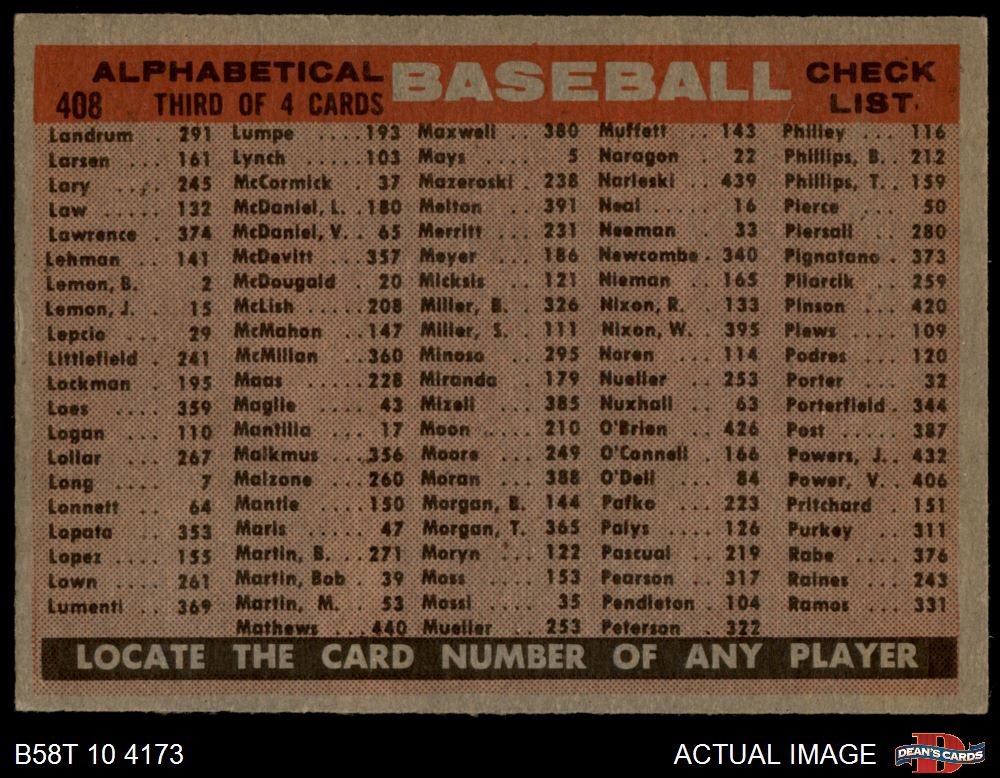 ALPHABETICAL BASEBALL CHECK
408 THIRD OF 4 CARDS LIST.
Landrum . 291
Larsen . . 161
Lary .... 245
Law .... 132
Lawrence . 374
Lehman . . 141
Lemon, B. 2
Lemon, J. 15
Lepcio . . 29
Littlefield . 241
Lockman . 195
Loes .... 359
Logan ... 110
Lollar ... 267
Long .... 7
Lonnett . . 64
Lopata . . 353
Lopez ... 155
Lown .... 261
Lumenti . . 369
Lumpe .... 193
Lynch ..... 103
McCormick . 37
McDaniel, L. . 180
McDaniel, V. . 65
McDevitt ... 357
McDougald . 20
McLish .... 208
McMahon . . 147
McMillan . . 360
Maas ..... 228
Maglie .... 43
Mantilla ... 17
Malkmus ... 356
Malzone ... 260
Mantle .... 150
Maris .... 47
Martin, B. . . 271
Martin, Bob . 39
Martin, M. . . 53
Mathews ... 440
Maxwell . . 380
Mays .... 5
Mazeroski . 238
Melton . . 391
Merritt ... 231
Meyer ... 186
Micksis . . 121
Miller, B. . 326
Miller, S. . 111
Minoso . . 295
Miranda . . 179
Mizell ... 385
Moon .... 210
Moore ... 249
Moran ... 388
Morgan, B. 144
Morgan, T. 365
Moryn ... 122
Moss .... 153
Mossi .... 35
Mueller . . 253
Muffett . . 143
Naragon . 22
Narleski . 439
Neal .... 16
Neeman . . 33
Newcombe . 340
Nieman . . 165
Nixon, R. . 133
Nixon, W. . 395
Noren ... 114
Nueller . . 253
Nuxhall . . 63
O'Brien . . 426
O'Connell . 166
O'Dell ... 84
Pafko ... 223
Palys ... 126
Pascual . . 219
Pearson . . 317
Pendleton . 104
Peterson . . 322
Philley ... 116
Phillips, B. . 212
Phillips, T. . 159
Pierce ... 50
Piersall . . 280
Pignatano . 373
Pilarcik . . 259
Pinson ... 420
Plews ... 109
Podres ... 120
Porter ... 32
Porterfield . 344
Post ..... 387
Powers, J. . 432
Power, V. . 406
Pritchard . 151
Purkey ... 311
Rabe .... 376
Raines ... 243
Ramos ... 331
LOCATE THE CARD NUMBER OF ANY PLAYER
B58T 10 4173 ACTUAL IMAGE DEAN'S CARDS